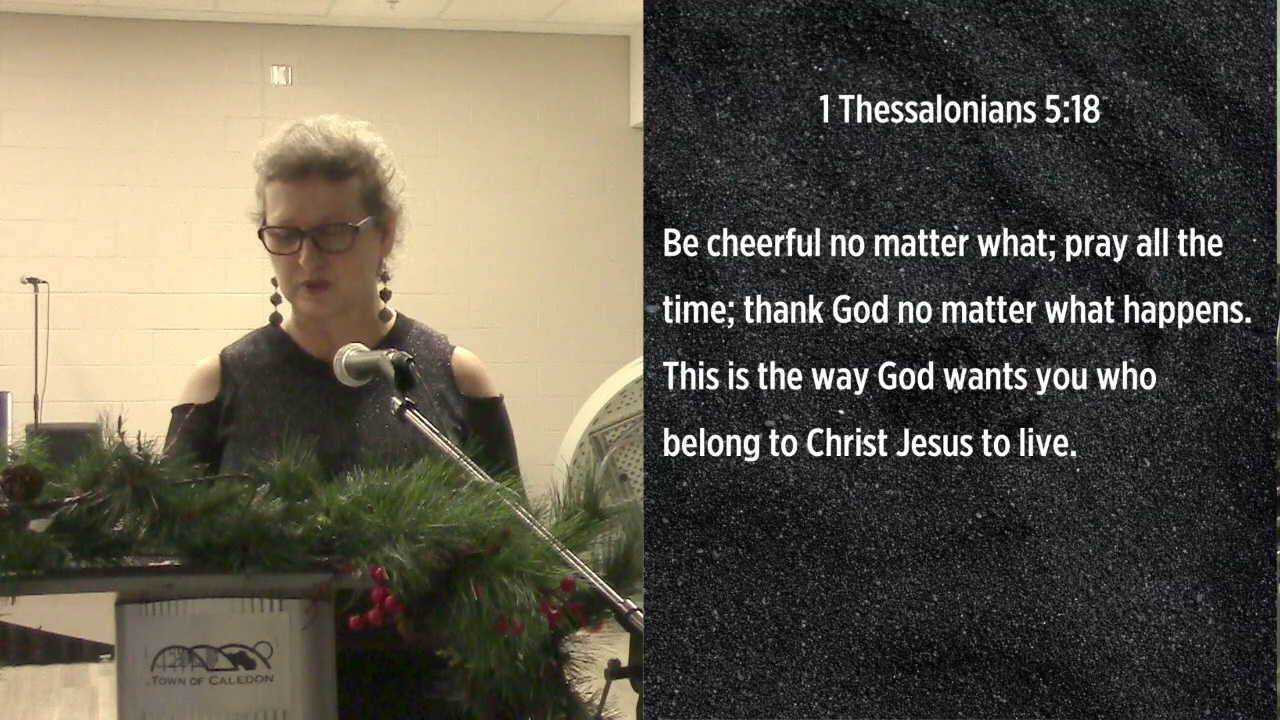 1 Thessalonians 5:18
Be cheerful no matter what; pray all the
time; thank God no matter what happens.
This is the way God wants you who
belong to Christ Jesus to live.
TOWN OF CALEDON